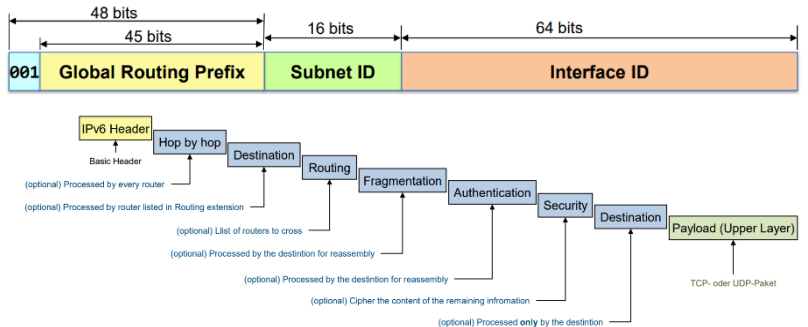 48 bits
45 bits
16 bits
64 bits
001
Global Routing Prefix
Subnet ID
Interface ID
IPv6 Header
Hop by hop
Destination
Routing
Fragmentation
Authentication
Security
Destination
Payload (Upper Layer)
Basic Header
(optional) Processed by every router
(optional) Processed by router listed in Routing extension
(optional) Llist of routers to cross
(optional) Processed by the destintion for reassembly
(optional) Processed by the destintion for reassembly
(optional) Cipher the content of the remaining infromation
(optional) Processed only by the destintion
TCP- oder UDP-Paket